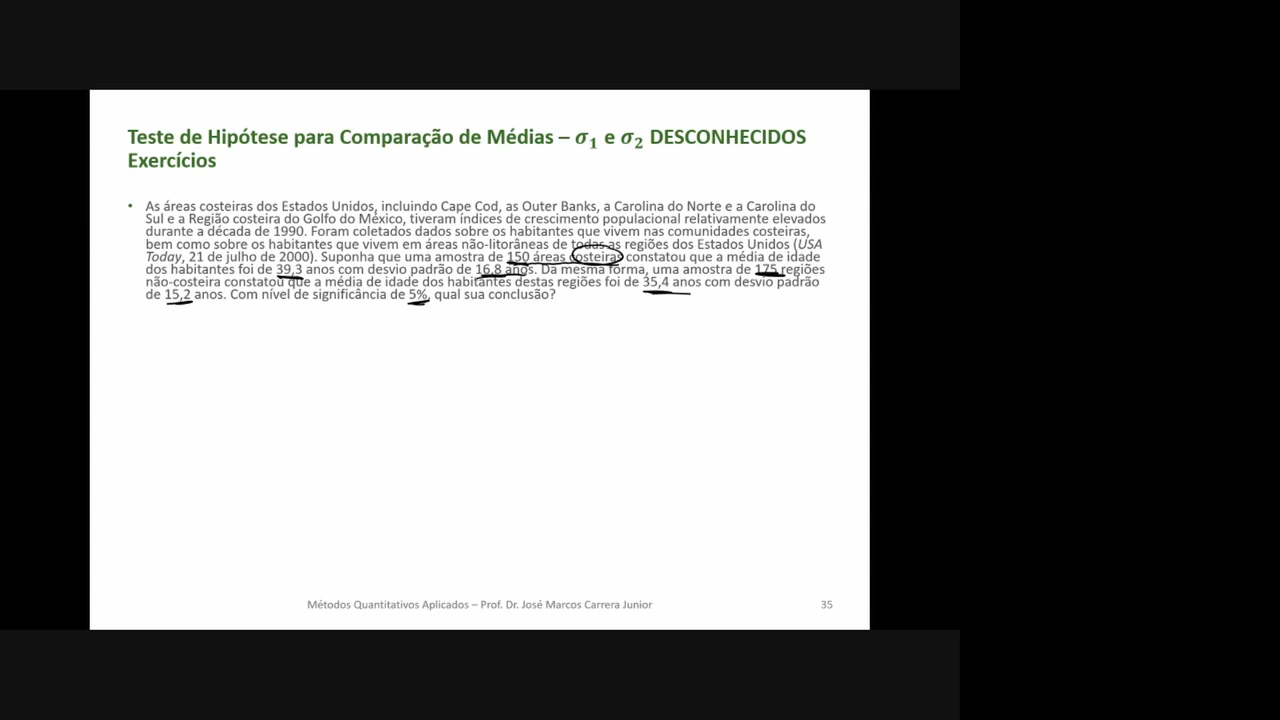 Teste de Hipótese para Comparação de Médias – σ₁ e σ₂ DESCONHECIDOS
Exercícios
• As áreas costeiras dos Estados Unidos, incluindo Cape Cod, as Outer Banks, a Carolina do Norte e a Carolina do
Sul e a Região costeira do Golfo do México, tiveram índices de crescimento populacional relativamente elevados
durante a década de 1990. Foram coletados dados sobre os habitantes que vivem nas comunidades costeiras,
bem como sobre os habitantes que vivem em áreas não-litorâneas de todas as regiões dos Estados Unidos (USA
Today, 21 de julho de 2000). Suponha que uma amostra de 150 áreas costeiras constatou que a média de idade
dos habitantes foi de 39,3 anos com desvio padrão de 16,8 anos. Da mesma forma, uma amostra de 175 regiões
não-costeira constatou que a média de idade dos habitantes destas regiões foi de 35,4 anos com desvio padrão
de 15,2 anos. Com nível de significância de 5%, qual sua conclusão?
Métodos Quantitativos Aplicados – Prof. Dr. José Marcos Carrera Junior
35